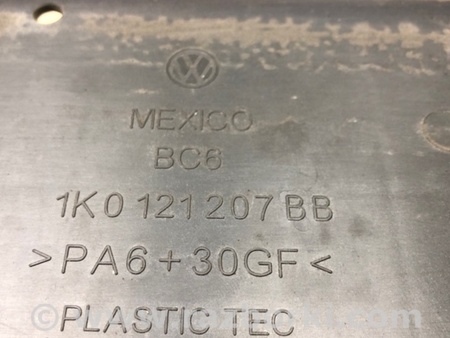 MEXICO
BC6
1K0 121 207 BB
>PA6+30GF<
PLASTIC TEC